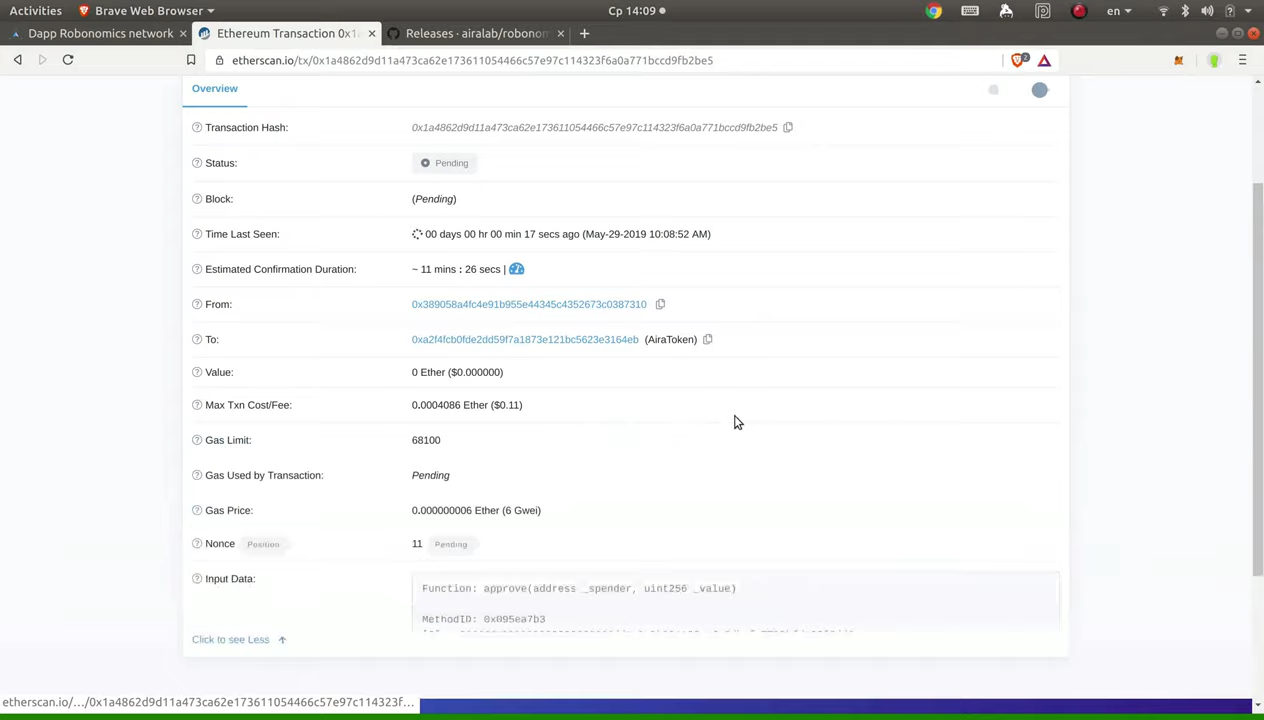 Activities Brave Web Browser Ср 14:09 en
Dapp Robonomics network Ethereum Transaction 0x1a Releases · airalab/robonom
etherscan.io/tx/0x1a4862d9d11a473ca62e173611054466c57e97c114323f6a0a771bccd9fb2be5 2
Overview
Transaction Hash: 0x1a4862d9d11a473ca62e173611054466c57e97c114323f6a0a771bccd9fb2be5
Status: Pending
Block: (Pending)
Time Last Seen: 00 days 00 hr 00 min 17 secs ago (May-29-2019 10:08:52 AM)
Estimated Confirmation Duration: ~ 11 mins : 26 secs |
From: 0x389058a4fc4e91b955e44345c4352673c0387310
To: 0xa2f4fcb0fde2dd59f7a1873e121bc5623e3164eb (AiraToken)
Value: 0 Ether ($0.000000)
Max Txn Cost/Fee: 0.0004086 Ether ($0.11)
Gas Limit: 68100
Gas Used by Transaction: Pending
Gas Price: 0.000000006 Ether (6 Gwei)
Nonce Position 11 Pending
Input Data: Function: approve(address _spender, uint256 _value)
MethodID: 0x095ea7b3
Click to see Less
etherscan.io/.../0x1a4862d9d11a473ca62e173611054466c57e97c114323f...